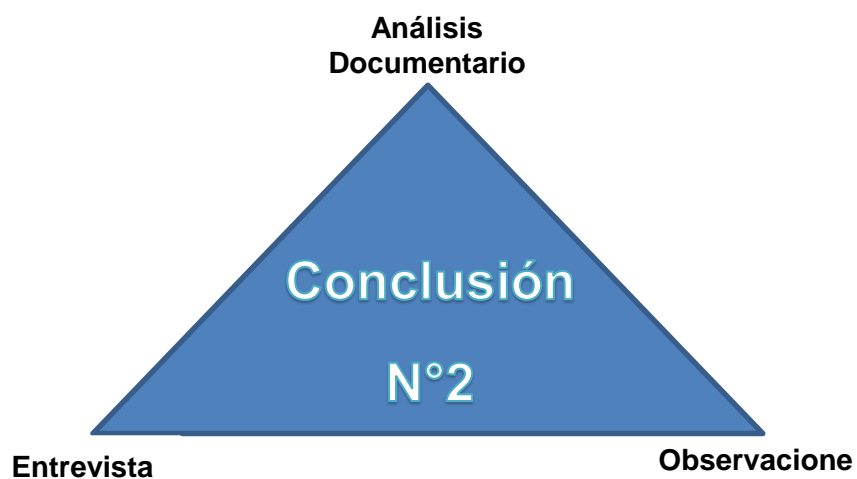 Análisis
Documentario
Conclusión
N°2
Entrevista
Observacione